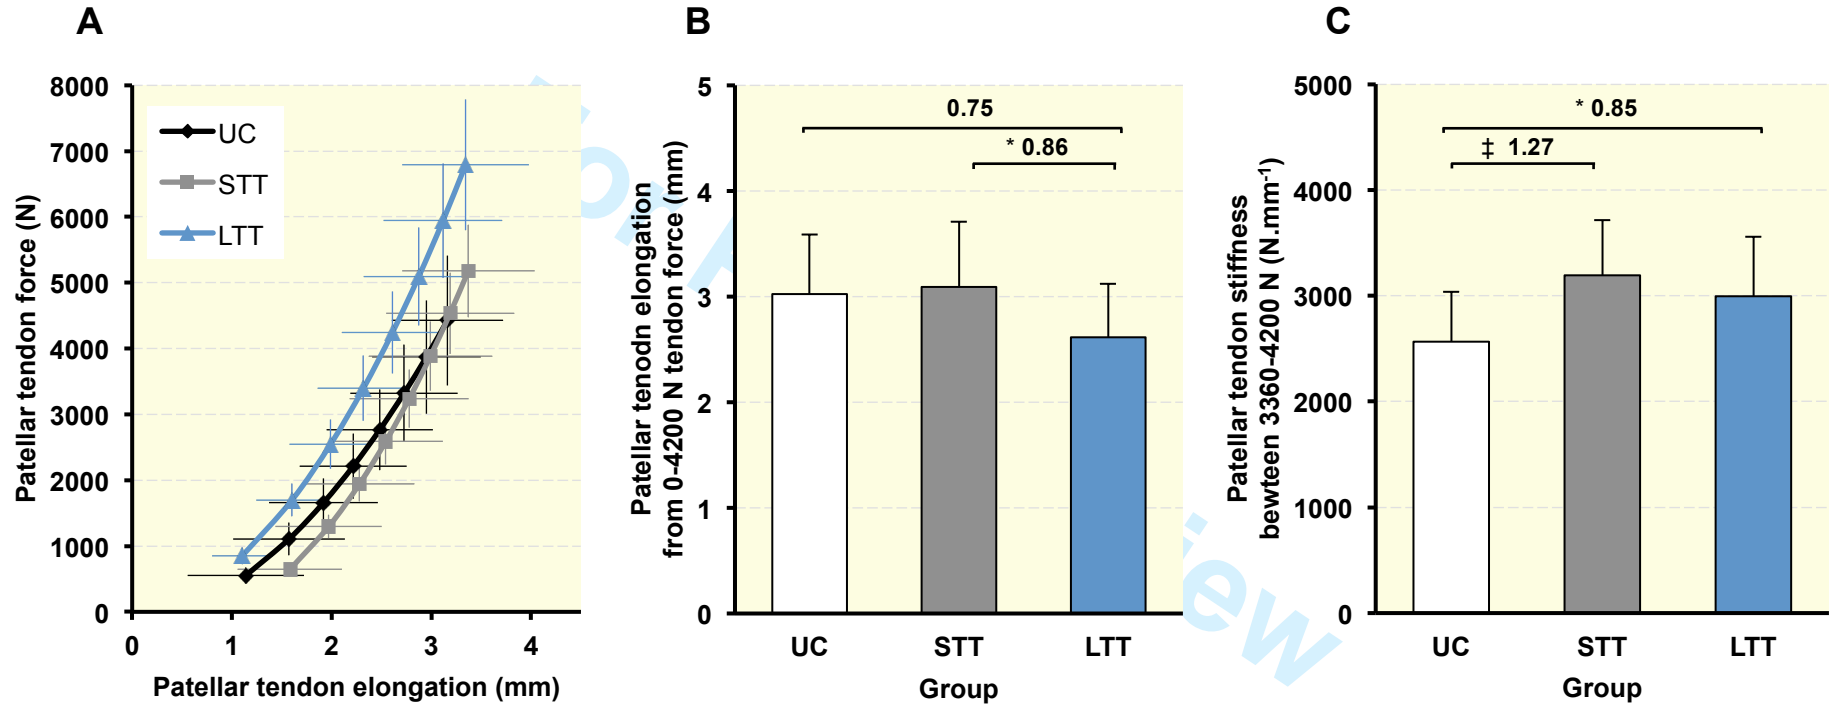 A
B
C
8000
7000
6000
5000
4000
3000
2000
1000
0
0
1
2
3
4
UC
STT
LTT
Patellar tendon force (N)
Patellar tendon elongation (mm)
5
4
3
2
1
0
0.75
* 0.86
Patellar tenodn elongation
from 0-4200 N tendon force (mm)
UC
STT
LTT
Group
5000
4000
3000
2000
1000
0
* 0.85
‡ 1.27
Patellar tendon stiffness
bewteen 3360-4200 N (N.mm-1)
UC
STT
LTT
Group